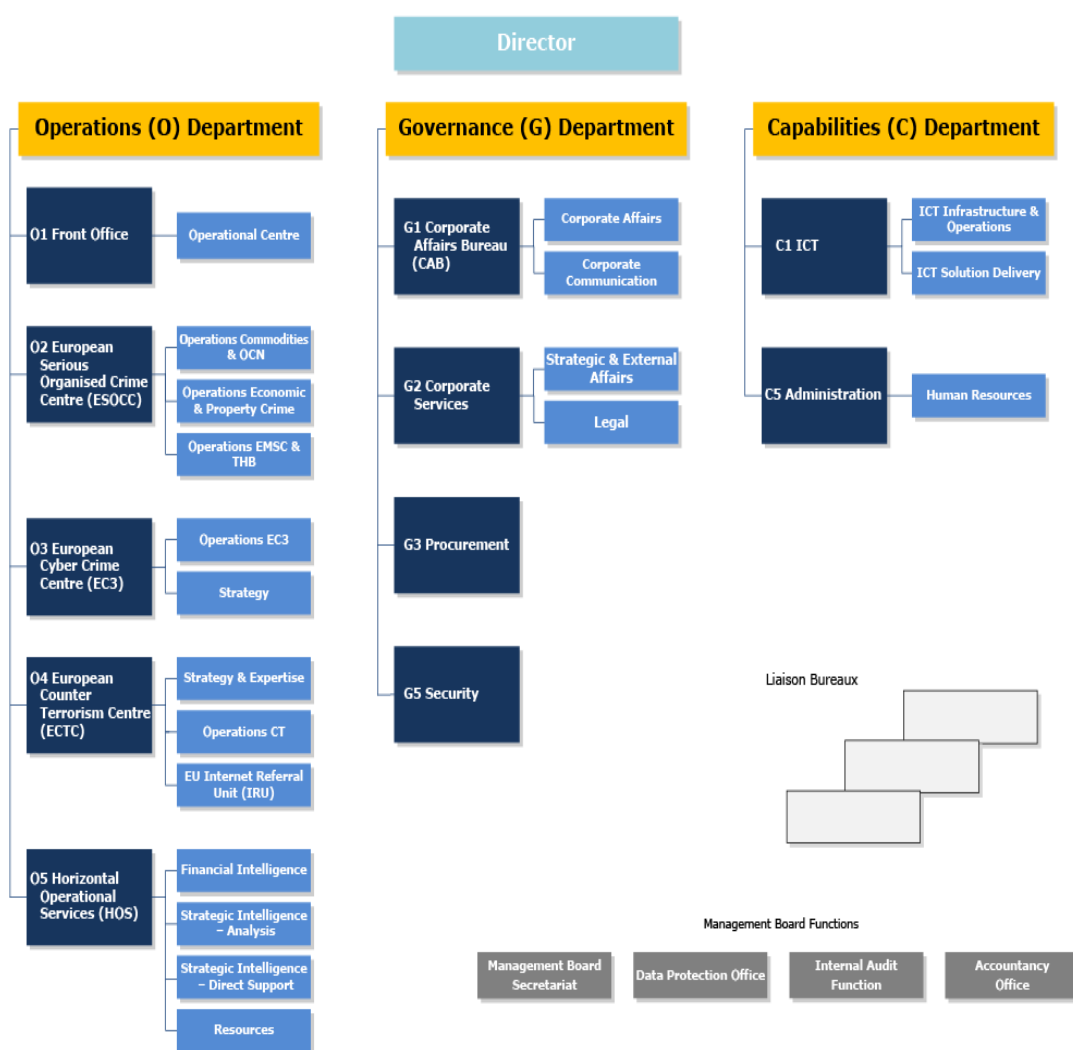 Director
Operations (O) Department
O1 Front Office
Operational Centre
O2 European
Serious
Organised Crime
Centre (ESOCC)
Operations Commodities
& OCN
Operations Economic
& Property Crime
Operations EMSC &
THB
O3 European
Cyber Crime
Centre (EC3)
Operations EC3
Strategy
O4 European
Counter
Terrorism Centre
(ECTC)
Strategy & Expertise
Operations CT
EU Internet Referral
Unit (IRU)
O5 Horizontal
Operational
Services (HOS)
Financial Intelligence
Strategic Intelligence
– Analysis
Strategic Intelligence
– Direct Support
Resources
Governance (G) Department
G1 Corporate
Affairs Bureau
(CAB)
Corporate Affairs
Corporate
Communication
G2 Corporate
Services
Strategic & External
Affairs
Legal
G3 Procurement
G5 Security
Capabilities (C) Department
C1 ICT
ICT Infrastructure &
Operations
ICT Solution Delivery
C5 Administration
Human Resources
Liaison Bureaux
Management Board Functions
Management Board
Secretariat
Data Protection Office
Internal Audit
Function
Accountancy
Office